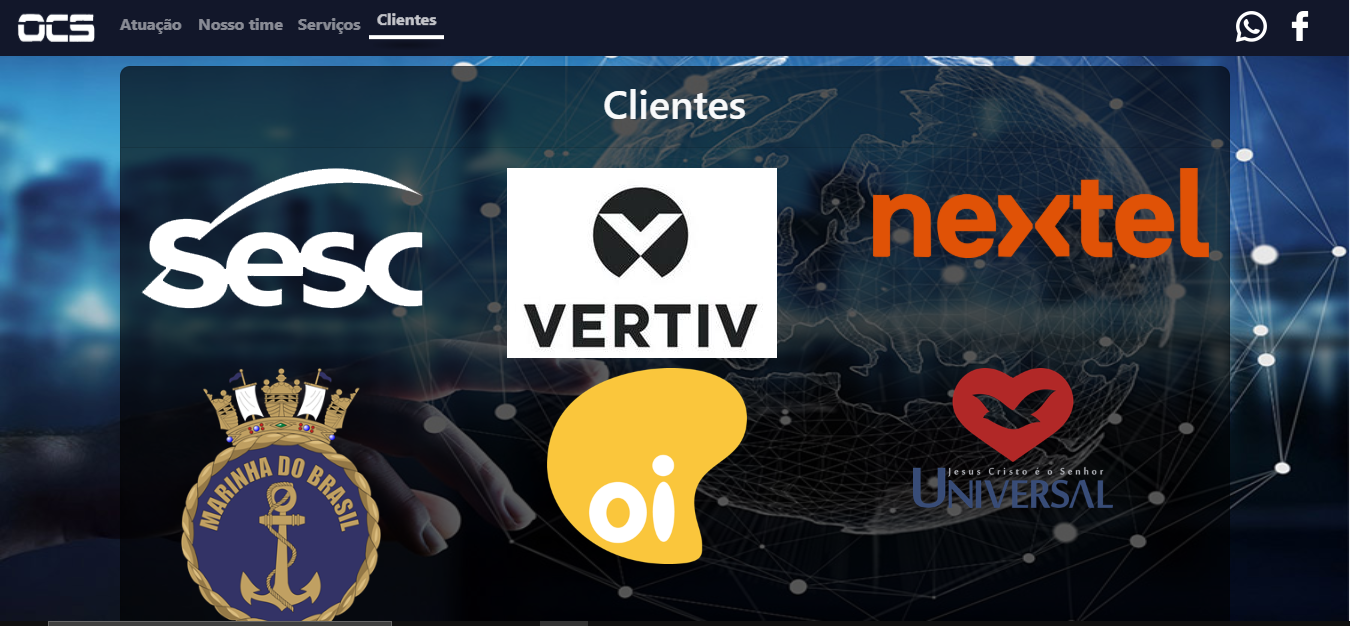 OCS Atuação Nosso time Serviços Clientes
Clientes
Sesc
VERTIV
nextel
MARINHA DO BRASIL
oi
Jesus Cristo é o Senhor
UNIVERSAL